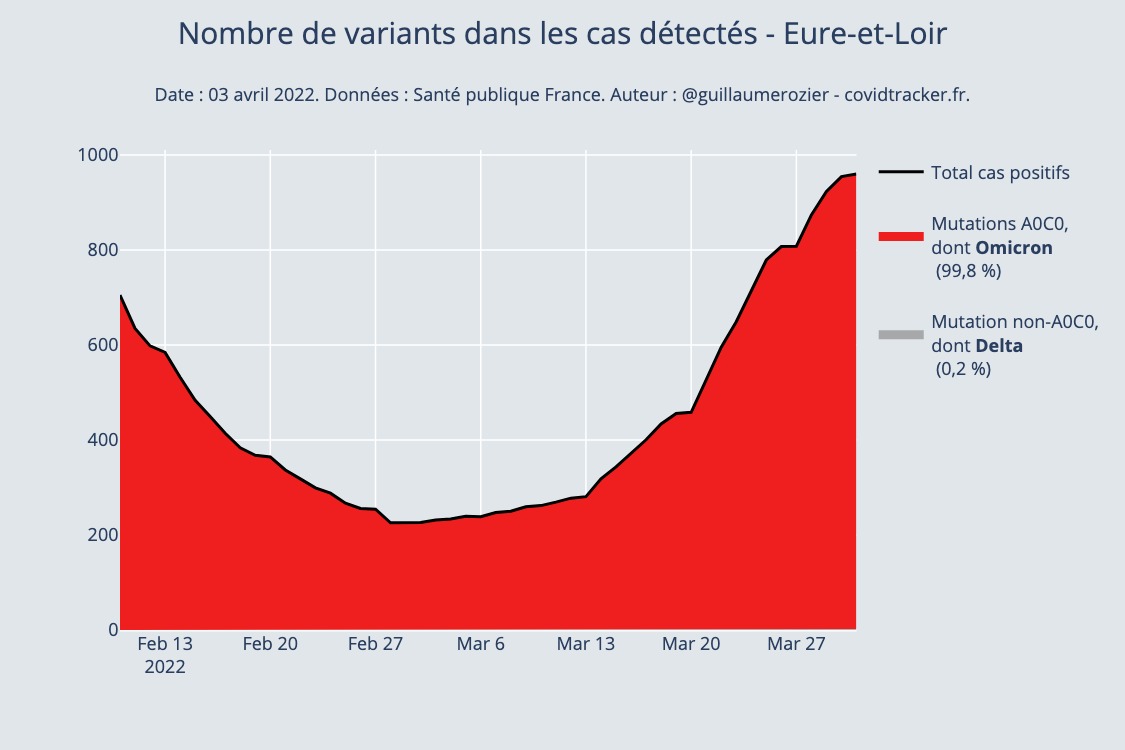 Nombre de variants dans les cas détectés - Eure-et-Loir
Date : 03 avril 2022. Données : Santé publique France. Auteur : @guillaumerozier - covidtracker.fr.
1000
800
600
400
200
0
Feb 13
2022
Feb 20
Feb 27
Mar 6
Mar 13
Mar 20
Mar 27
Total cas positifs
Mutations A0C0,
dont Omicron
(99,8 %)
Mutation non-A0C0,
dont Delta
(0,2 %)